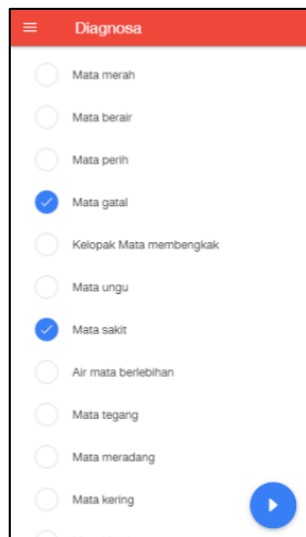 Diagnosa
Mata merah
Mata berair
Mata perih
Mata gatal
Kelopak Mata membengkak
Mata ungu
Mata sakit
Air mata berlebihan
Mata tegang
Mata meradang
Mata kering